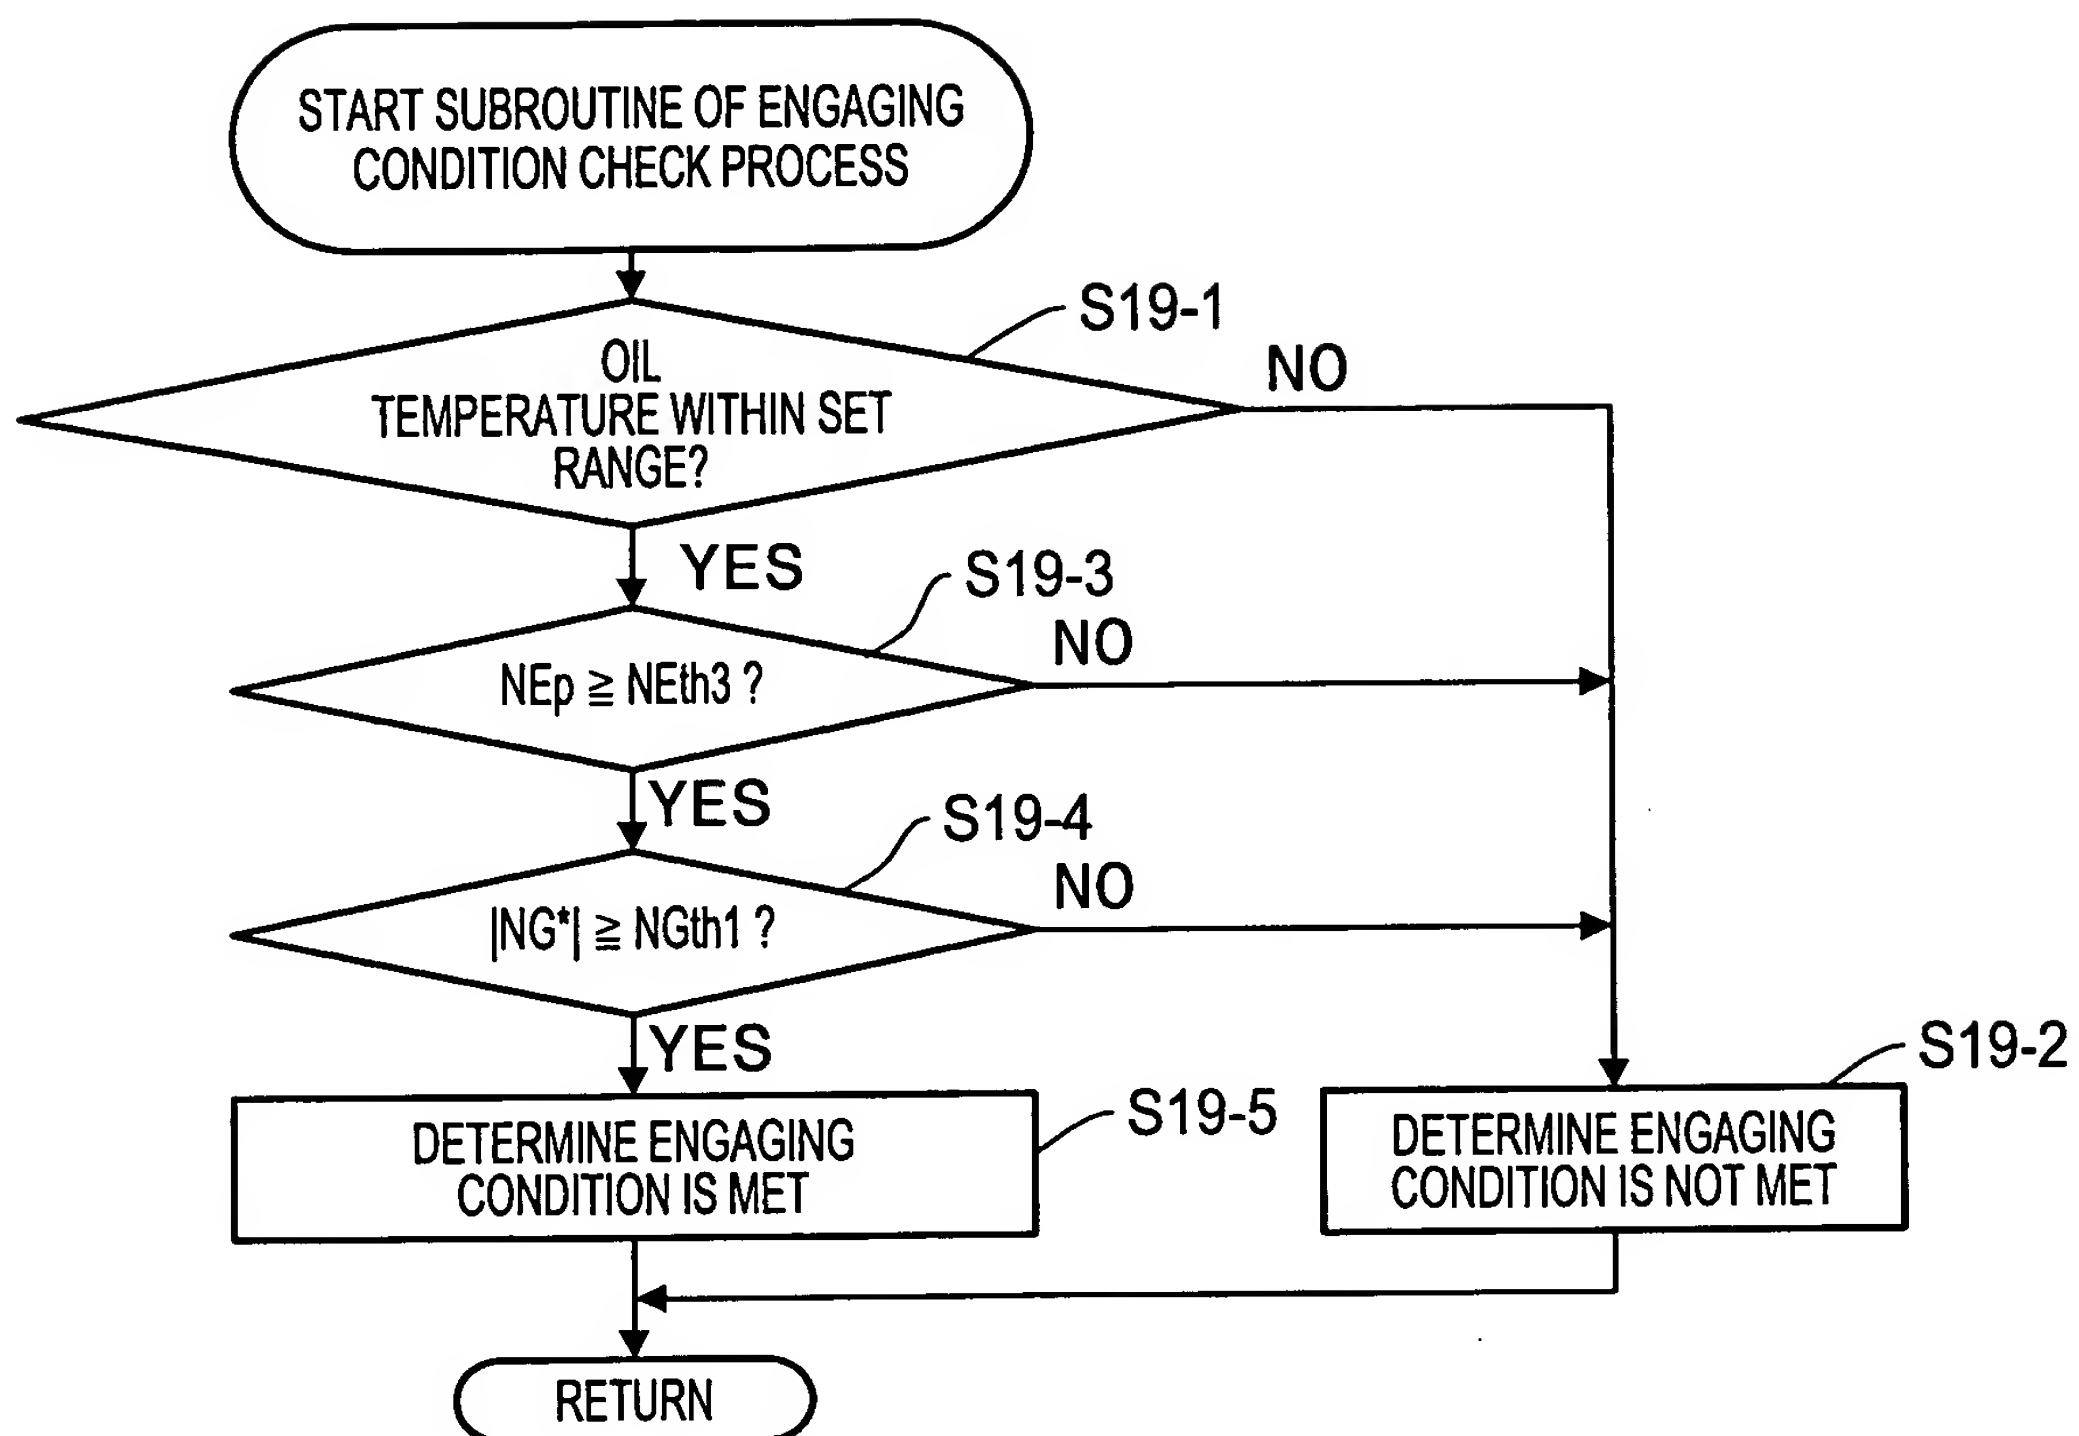 START SUBROUTINE OF ENGAGING
CONDITION CHECK PROCESS
S19-1
OIL
TEMPERATURE WITHIN SET
RANGE?
NO
YES
S19-3
NEp ≧ NEth3 ?
NO
YES
S19-4
|NG*| ≧ NGth1 ?
NO
YES
S19-5
DETERMINE ENGAGING
CONDITION IS MET
S19-2
DETERMINE ENGAGING
CONDITION IS NOT MET
RETURN